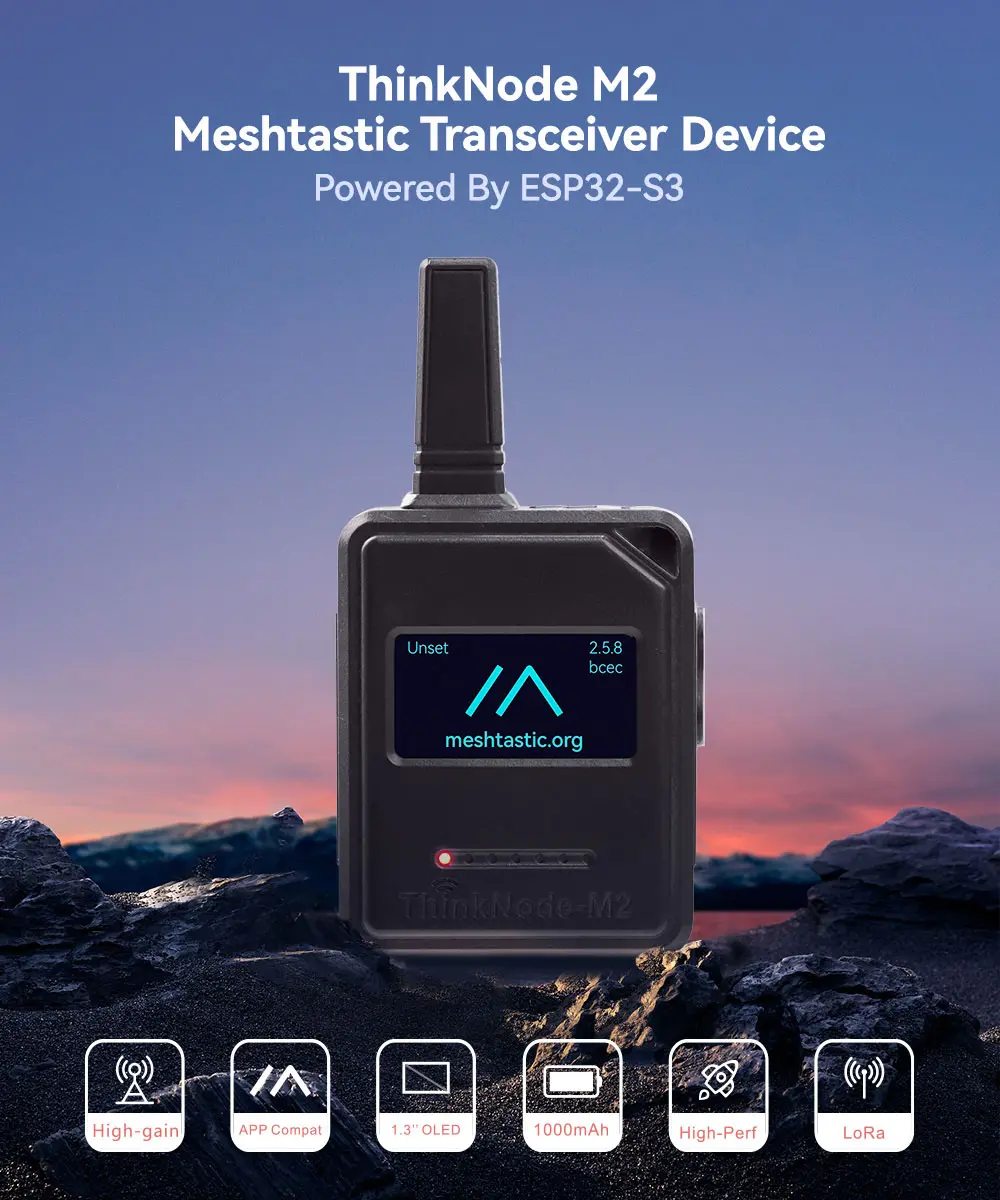 ThinkNode M2
Meshtastic Transceiver Device
Powered By ESP32-S3
Unset
2.5.8
bcec
meshtastic.org
ThinkNode-M2
High-gain
APP Compat
1.3'' OLED
1000mAh
High-Perf
LoRa